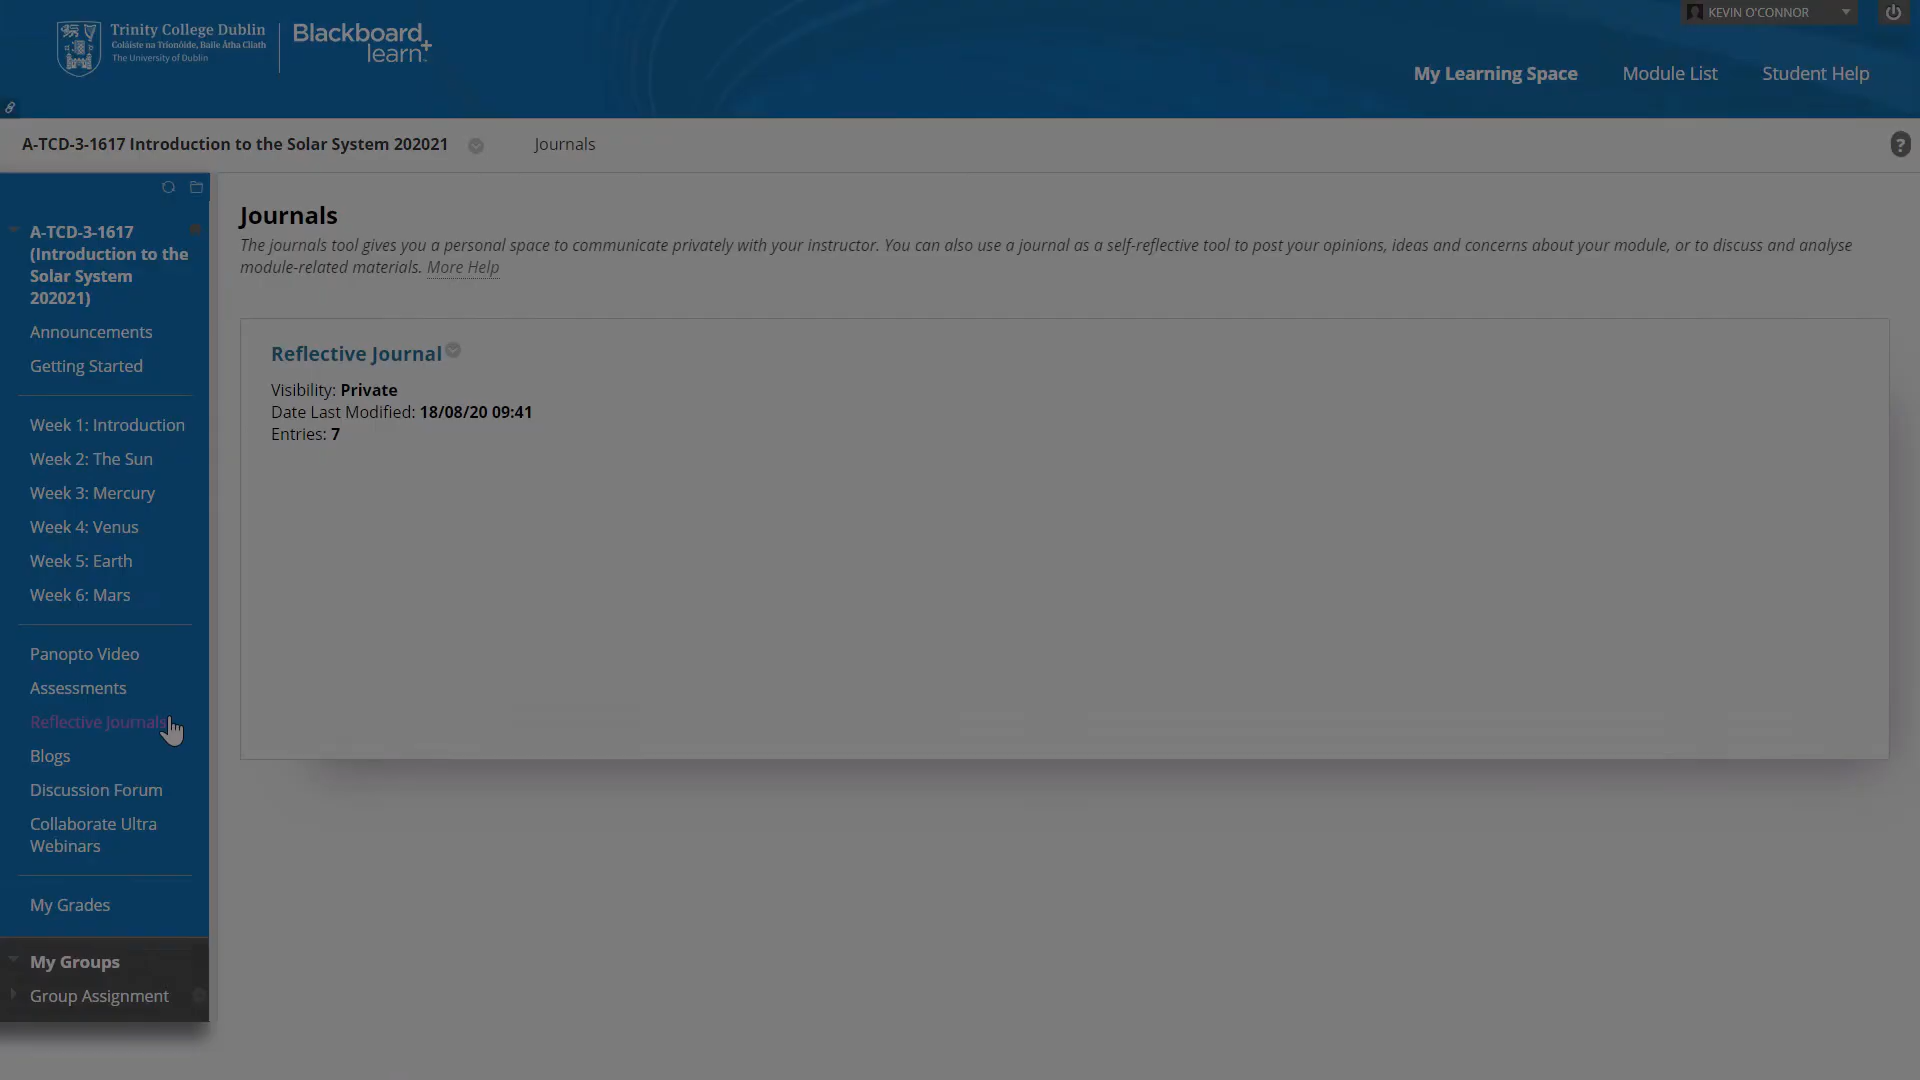 KEVIN O'CONNOR
Trinity College Dublin
Coláiste na Tríonóide, Baile Átha Cliath
The University of Dublin
Blackboard
learn+
My Learning Space
Module List
Student Help
A-TCD-3-1617 Introduction to the Solar System 202021
Journals
?
A-TCD-3-1617
(Introduction to the
Solar System
202021)
Announcements
Getting Started
Week 1: Introduction
Week 2: The Sun
Week 3: Mercury
Week 4: Venus
Week 5: Earth
Week 6: Mars
Panopto Video
Assessments
Reflective Journals
Blogs
Discussion Forum
Collaborate Ultra
Webinars
My Grades
My Groups
Group Assignment
Journals
The journals tool gives you a personal space to communicate privately with your instructor. You can also use a journal as a self-reflective tool to post your opinions, ideas and concerns about your module, or to discuss and analyse
module-related materials. More Help
Reflective Journal
Visibility: Private
Date Last Modified: 18/08/20 09:41
Entries: 7